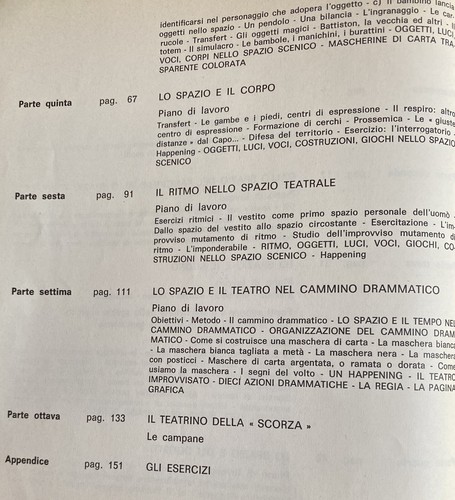 identificarsi nel personaggio che adopera l'oggetto - c) Il bambino lancia
oggetti nello spazio - Un pendolo - Una bilancia - L'ingranaggio - Le car-
rucole - Transfert - Gli oggetti magici - Battiston, la vecchia ed altri - Il
totem - Il simulacro - Le bambole, i manichini, i burattini - OGGETTI, LUCI,
VOCI, CORPI NELLO SPAZIO SCENICO - MASCHERINE DI CARTA TRA-
SPARENTE COLORATA
Parte quinta pag. 67 LO SPAZIO E IL CORPO
Piano di lavoro
Transfert - Le gambe e i piedi, centri di espressione - Il respiro: altro
centro di espressione - Formazione di cerchi - Prossemica - Le « giuste
distanze » dal Capo... - Difesa del territorio - Esercizio: l'interrogatorio -
Happening - OGGETTI, LUCI, VOCI, COSTRUZIONI, GIOCHI NELLO SPAZIO
SCENICO
Parte sesta pag. 91 IL RITMO NELLO SPAZIO TEATRALE
Piano di lavoro
Esercizi ritmici - Il vestito come primo spazio personale dell'uomo -
Dallo spazio del vestito allo spazio circostante - Esercitazione - L'im-
provviso mutamento di ritmo - Studio dell'improvviso mutamento di
ritmo - L'imponderabile - RITMO, OGGETTI, LUCI, VOCI, GIOCHI, CO-
STRUZIONI NELLO SPAZIO SCENICO - Happening
Parte settima pag. 111 LO SPAZIO E IL TEATRO NEL CAMMINO DRAMMATICO
Piano di lavoro
Obiettivi - Metodo - Il cammino drammatico - LO SPAZIO E IL TEMPO NEL
CAMMINO DRAMMATICO - ORGANIZZAZIONE DEL CAMMINO DRAM-
MATICO - Come si costruisce una maschera di carta - La maschera bianca
- La maschera bianca tagliata a metà - La maschera nera - La maschera
con posticci - Maschere di carta argentata, o ramata o dorata - Come
usiamo la maschera - I segni del volto - UN HAPPENING - IL TEATRO
IMPROVVISATO - DIECI AZIONI DRAMMATICHE - LA REGIA - LA PAGINA
GRAFICA
Parte ottava pag. 133 IL TEATRINO DELLA « SCORZA »
Le campane
Appendice pag. 151 GLI ESERCIZI